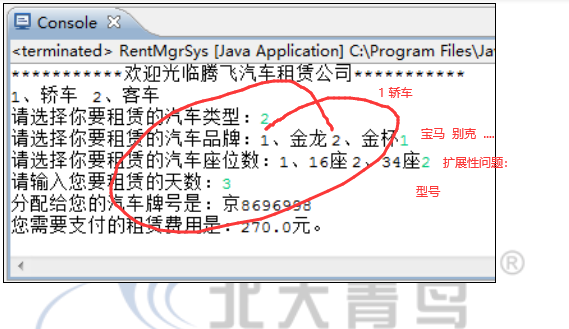 Console
<terminated> RentMgrSys [Java Application] C:\Program Files\Jav
***********欢迎光临腾飞汽车租赁公司***********
1、轿车 2、客车
1 轿车
请选择你要租赁的汽车类型：2
请选择你要租赁的汽车品牌：1、金龙 2、金杯1
宝马 别克 ...
请选择你要租赁的汽车座位数：1、16座 2、34座2
扩展性问题：
请输入您要租赁的天数：3
型号
分配给您的汽车牌号是：京8696998
您需要支付的租赁费用是：270.0元。
北大青鸟®